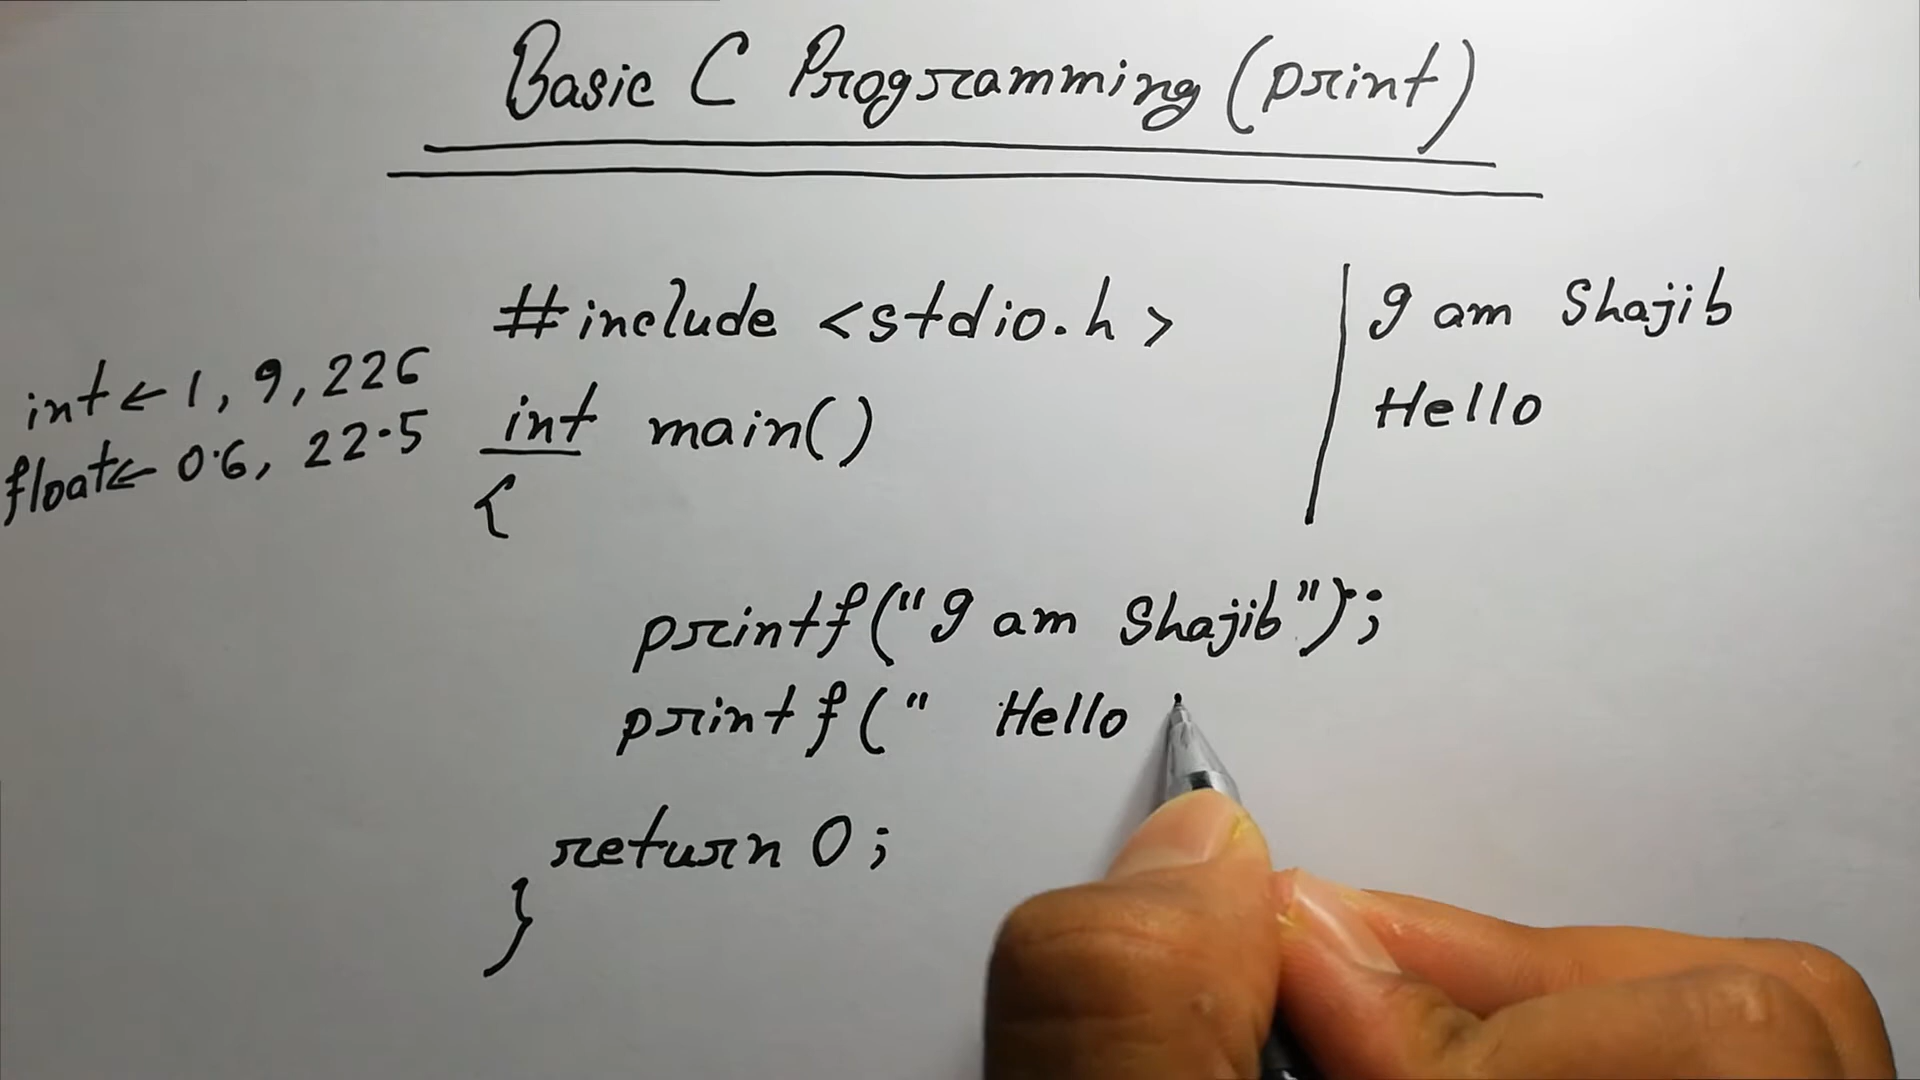 Basic C Programming (print)
#include <stdio.h>
int main()
{
printf("I am Shajib");
printf(" Hello
return 0;
}
int ← 1, 9, 226
float ← 0.6, 22.5
I am Shajib
Hello